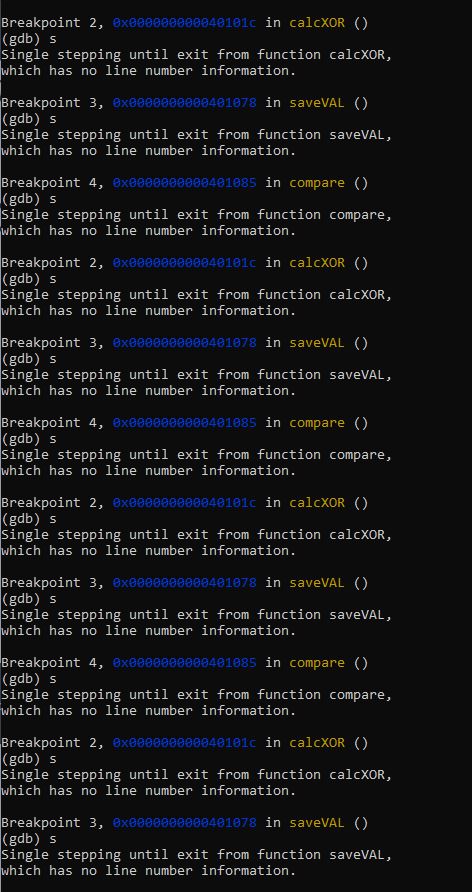 Breakpoint 2, 0x000000000040101c in calcXOR ()
(gdb) s
Single stepping until exit from function calcXOR,
which has no line number information.
Breakpoint 3, 0x0000000000401078 in saveVAL ()
(gdb) s
Single stepping until exit from function saveVAL,
which has no line number information.
Breakpoint 4, 0x0000000000401085 in compare ()
(gdb) s
Single stepping until exit from function compare,
which has no line number information.
Breakpoint 2, 0x000000000040101c in calcXOR ()
(gdb) s
Single stepping until exit from function calcXOR,
which has no line number information.
Breakpoint 3, 0x0000000000401078 in saveVAL ()
(gdb) s
Single stepping until exit from function saveVAL,
which has no line number information.
Breakpoint 4, 0x0000000000401085 in compare ()
(gdb) s
Single stepping until exit from function compare,
which has no line number information.
Breakpoint 2, 0x000000000040101c in calcXOR ()
(gdb) s
Single stepping until exit from function calcXOR,
which has no line number information.
Breakpoint 3, 0x0000000000401078 in saveVAL ()
(gdb) s
Single stepping until exit from function saveVAL,
which has no line number information.
Breakpoint 4, 0x0000000000401085 in compare ()
(gdb) s
Single stepping until exit from function compare,
which has no line number information.
Breakpoint 2, 0x000000000040101c in calcXOR ()
(gdb) s
Single stepping until exit from function calcXOR,
which has no line number information.
Breakpoint 3, 0x0000000000401078 in saveVAL ()
(gdb) s
Single stepping until exit from function saveVAL,
which has no line number information.